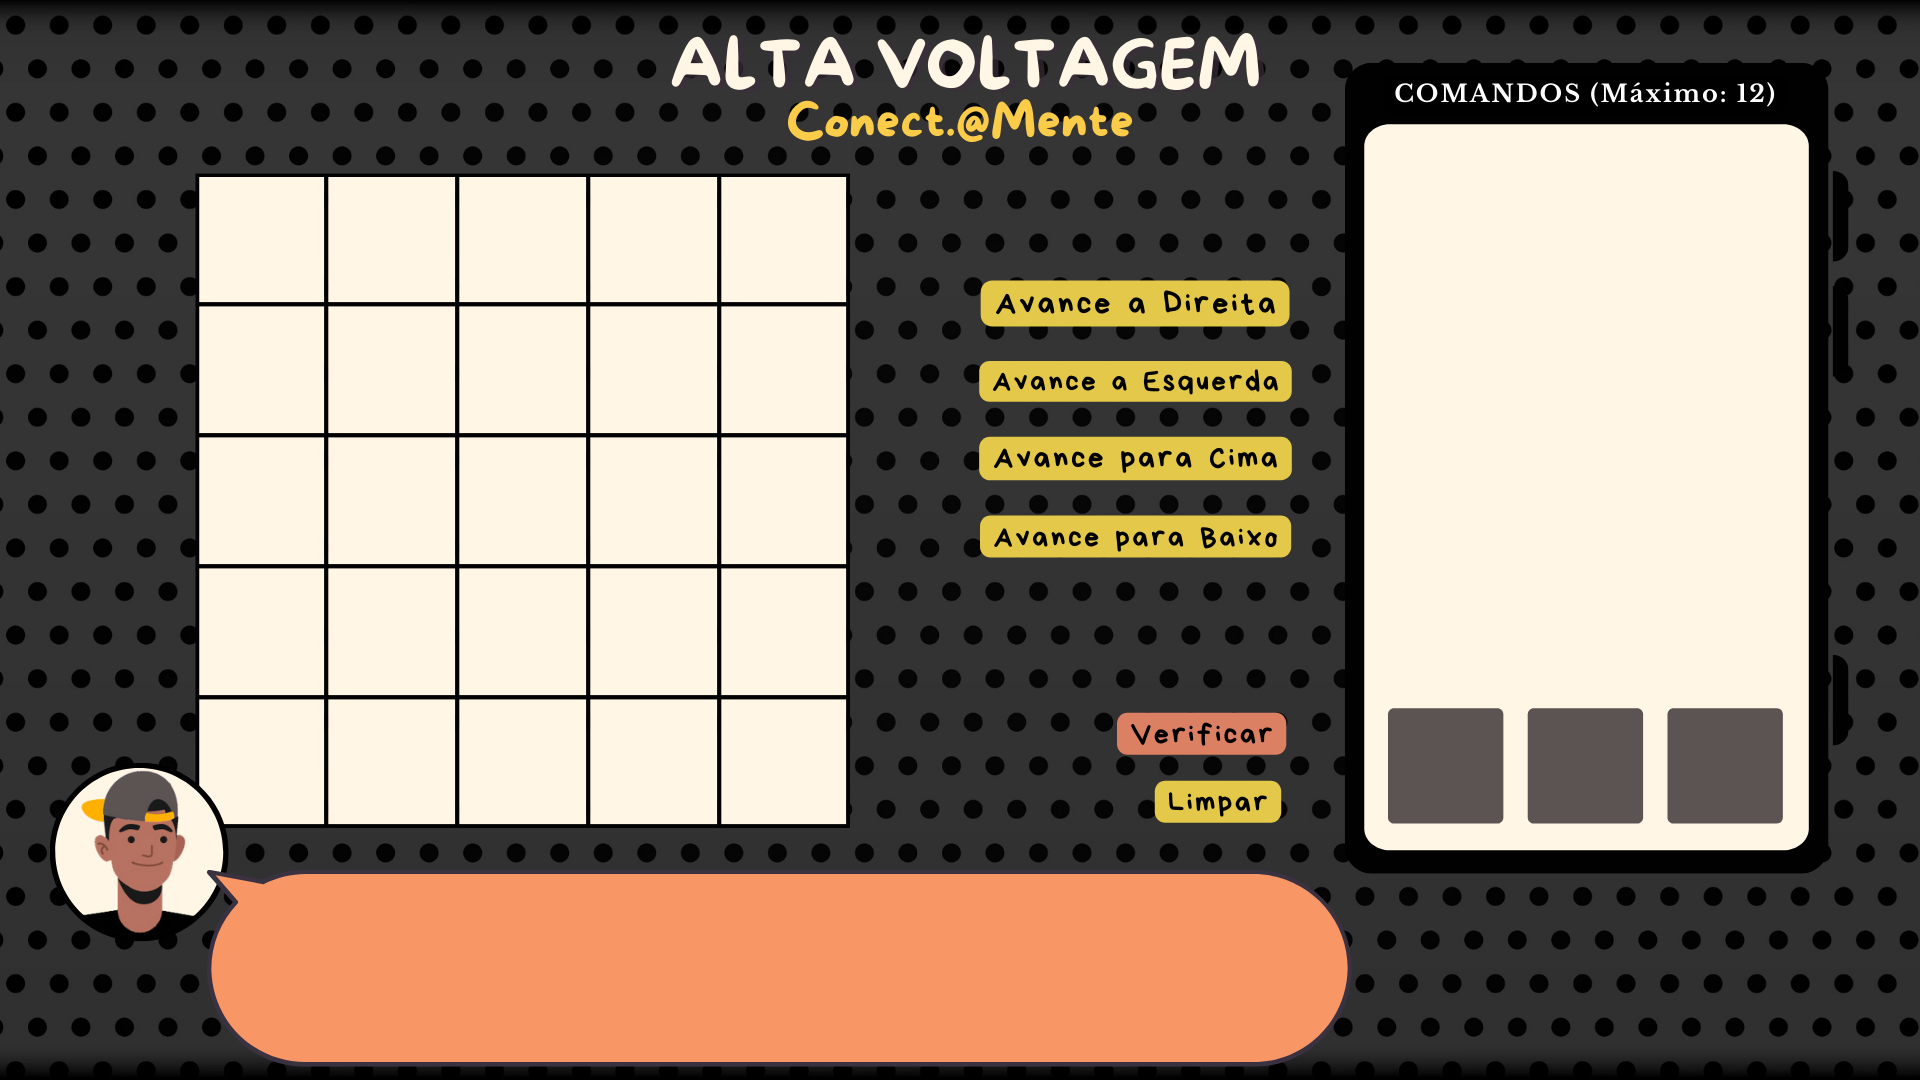 ALTA VOLTAGEM
Conect.@Mente
COMANDOS (Máximo: 12)
Avance a Direita
Avance a Esquerda
Avance para Cima
Avance para Baixo
Verificar
Limpar